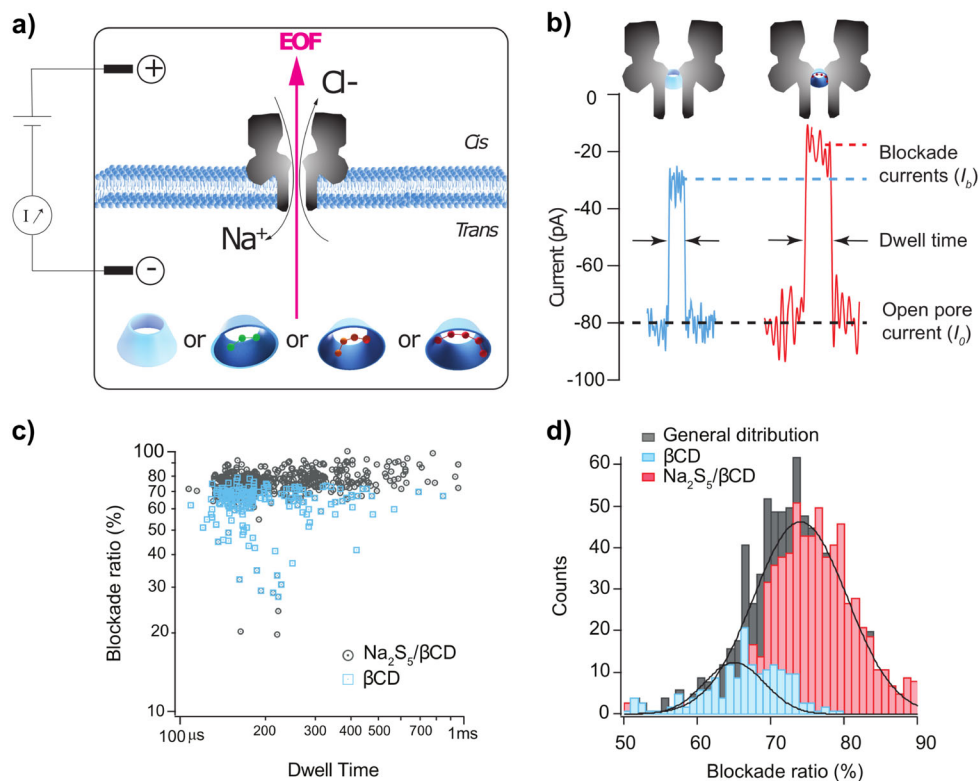 a)
EOF
Cl-
+
Cis
I
Trans
Na+
-
or or or
b)
0
-20
-40
-60
-80
-100
Current (pA)
Blockade
currents (Ib)
Dwell time
Open pore
current (I0)
c)
100
80
70
60
50
40
30
20
10
Blockade ratio (%)
Na2S5/βCD
βCD
100 μs 200 300 400 500 700 1ms
Dwell Time
d)
General ditribution
βCD
Na2S5/βCD
60
50
40
30
20
10
0
Counts
50 60 70 80 90
Blockade ratio (%)